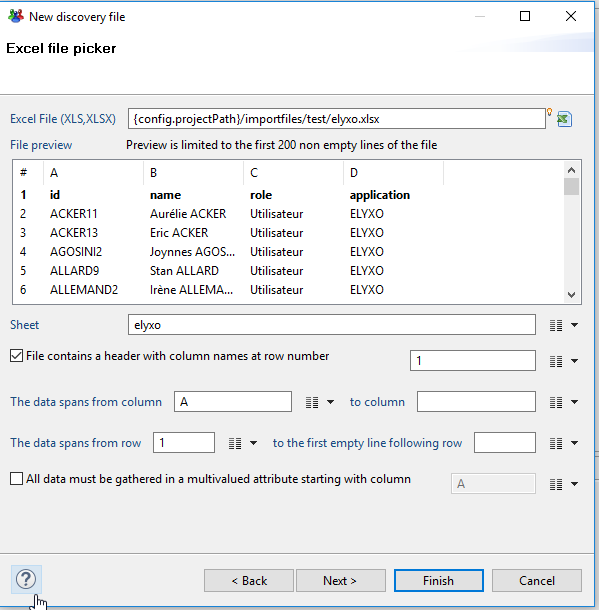 New discovery file
Excel file picker
Excel File (XLS,XLSX) {config.projectPath}/importfiles/test/elyxo.xlsx
File preview Preview is limited to the first 200 non empty lines of the file
# A B C D
1 id name role application
2 ACKER11 Aurélie ACKER Utilisateur ELYXO
3 ACKER13 Eric ACKER Utilisateur ELYXO
4 AGOSINI2 Joynnes AGOS... Utilisateur ELYXO
5 ALLARD9 Stan ALLARD Utilisateur ELYXO
6 ALLEMAND2 Irène ALLEMA... Utilisateur ELYXO
Sheet elyxo
File contains a header with column names at row number 1
The data spans from column A to column
The data spans from row 1 to the first empty line following row
All data must be gathered in a multivalued attribute starting with column A
? < Back Next > Finish Cancel